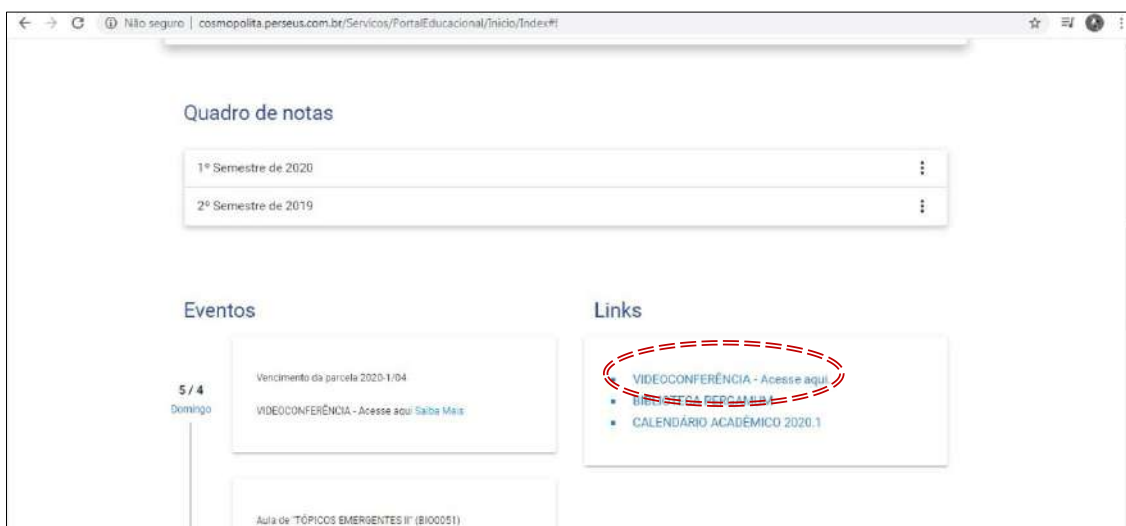 Não seguro | cosmopolita.perseus.com.br/Servicos/PortalEducacional/Inicio/Index#!
Quadro de notas
1º Semestre de 2020
2º Semestre de 2019
Eventos
5 / 4
Domingo
Vencimento da parcela 2020-1/04
VIDEOCONFERÊNCIA - Acesse aqui Saiba Mais
Aula de "TÓPICOS EMERGENTES II" (BIO0051)
Links
VIDEOCONFERÊNCIA - Acesse aqui
BIBLIOTECA PERGAMUM
CALENDÁRIO ACADÊMICO 2020.1